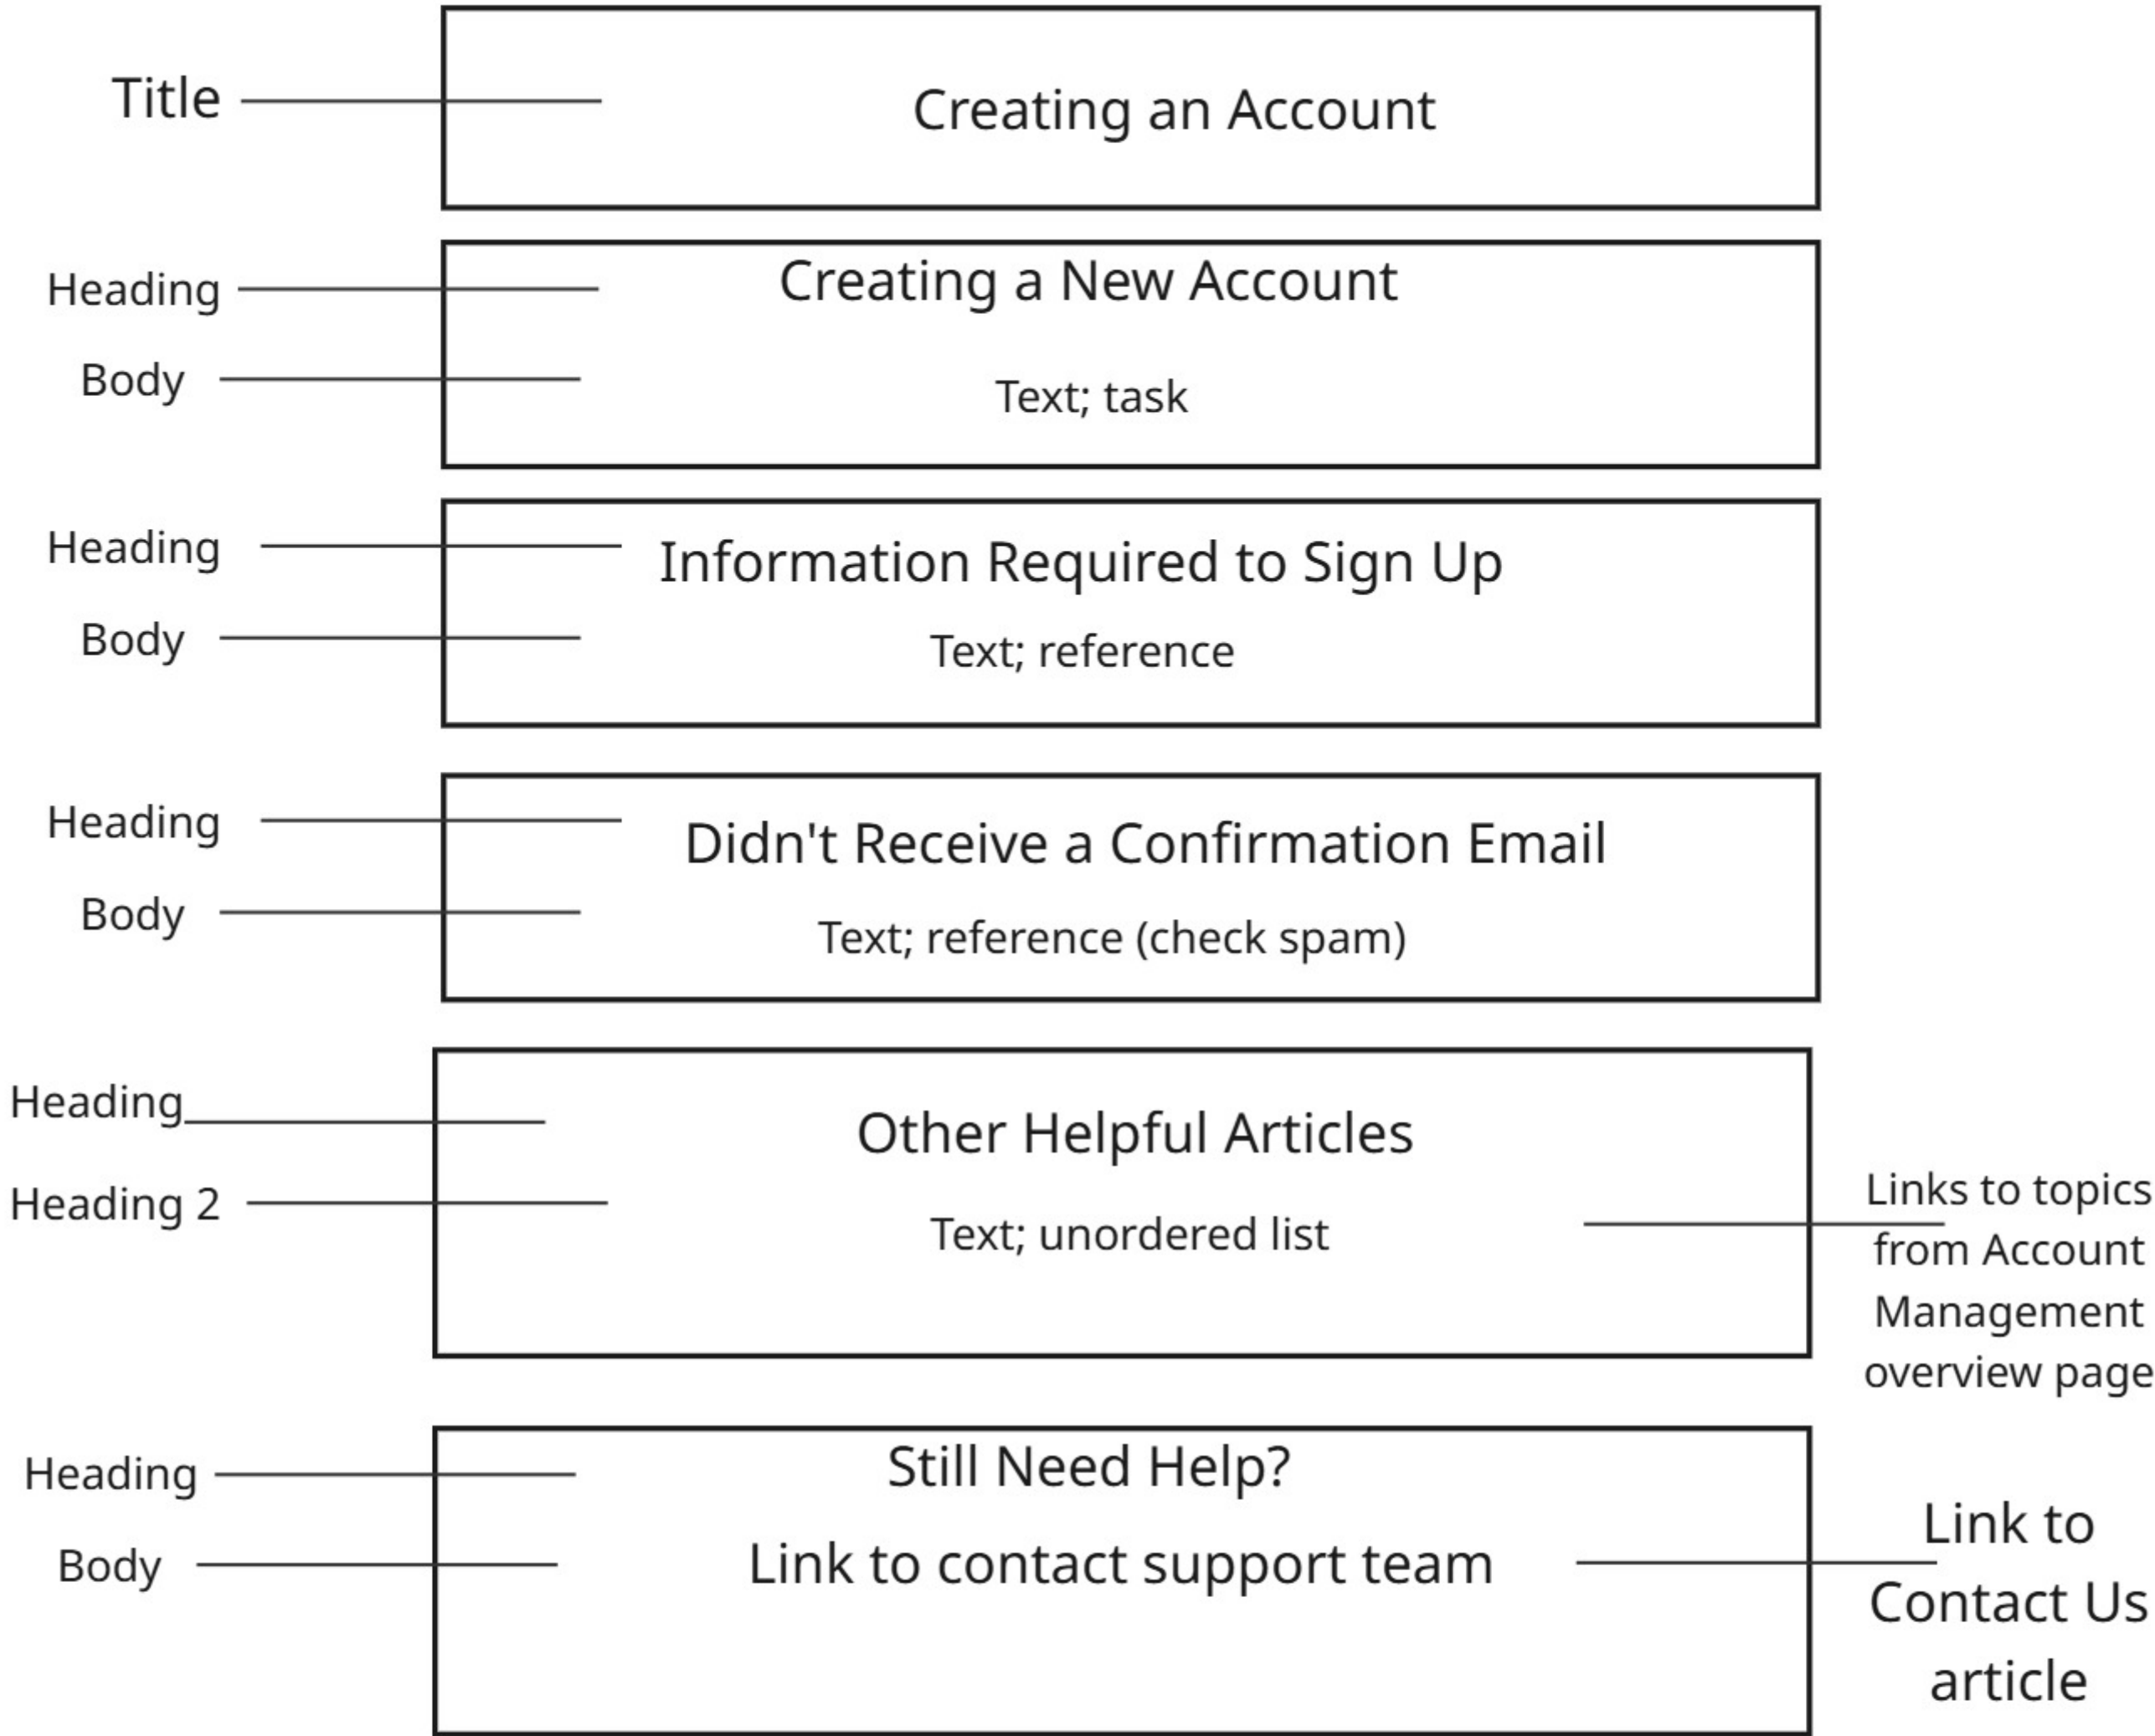 Title
Creating an Account
Heading
Creating a New Account
Body
Text; task
Heading
Information Required to Sign Up
Body
Text; reference
Heading
Didn't Receive a Confirmation Email
Body
Text; reference (check spam)
Heading
Other Helpful Articles
Heading 2
Text; unordered list
Links to topics
from Account
Management
overview page
Heading
Still Need Help?
Body
Link to contact support team
Link to
Contact Us
article